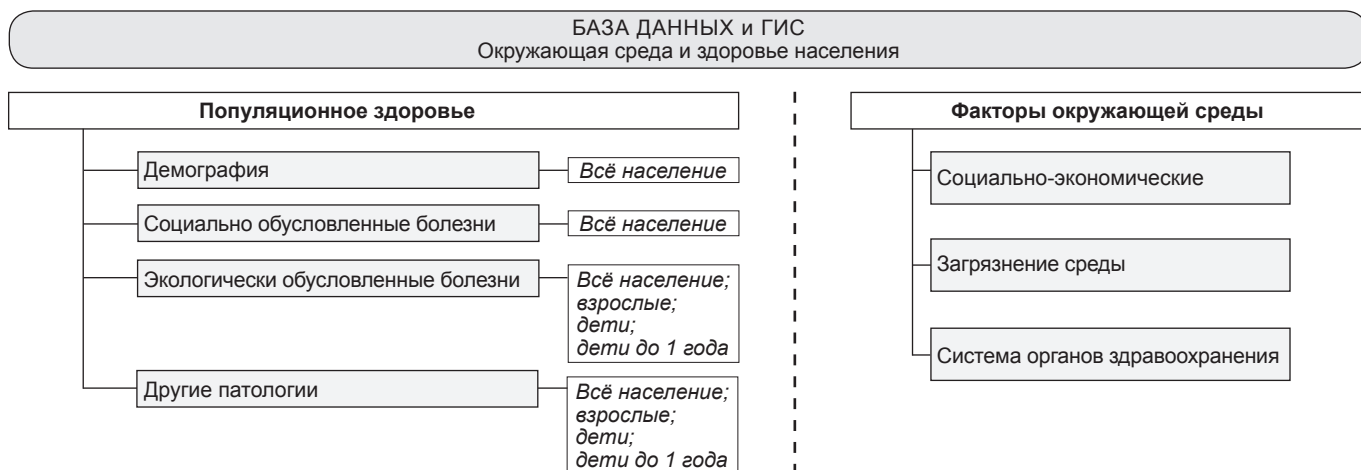 БАЗА ДАННЫХ и ГИС
Окружающая среда и здоровье населения
Популяционное здоровье
Демография
Всё население
Социально обусловленные болезни
Всё население
Экологически обусловленные болезни
Всё население;
взрослые;
дети;
дети до 1 года
Другие патологии
Всё население;
взрослые;
дети;
дети до 1 года
Факторы окружающей среды
Социально-экономические
Загрязнение среды
Система органов здравоохранения